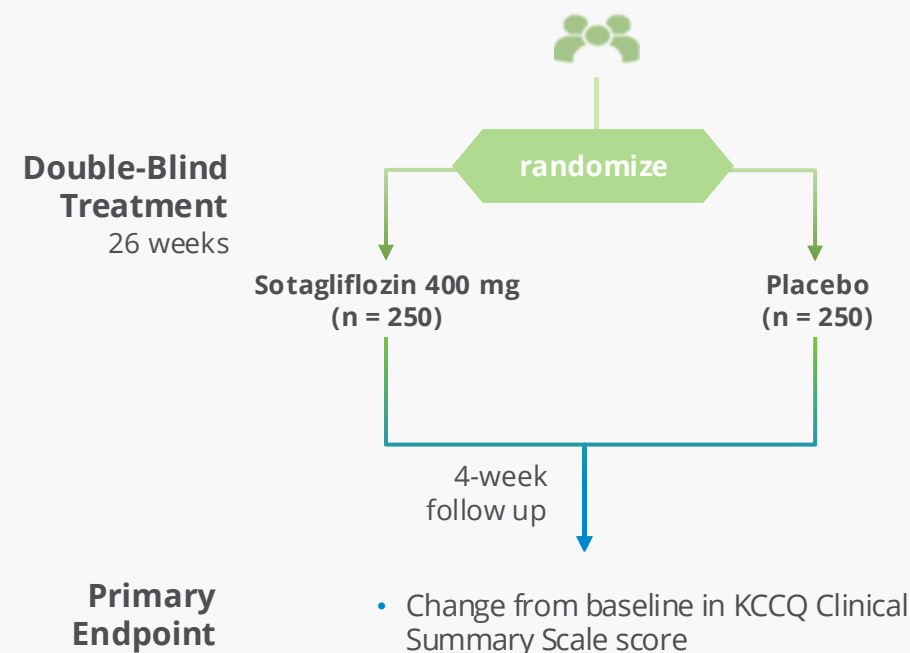 randomize
Double-Blind
Treatment
26 weeks
Sotagliflozin 400 mg
(n = 250)
Placebo
(n = 250)
4-week
follow up
Primary
Endpoint
• Change from baseline in KCCQ Clinical
Summary Scale score